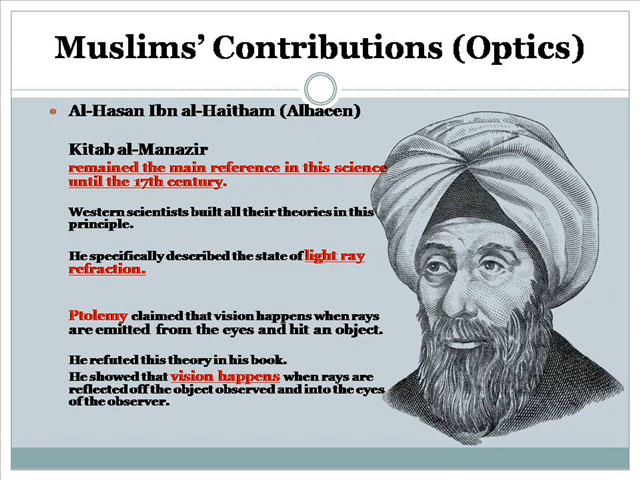 Muslims’ Contributions (Optics)
Al-Hasan Ibn al-Haitham (Alhacen)
Kitab al-Manazir
remained the main reference in this science
until the 17th century.
Western scientists built all their theories in this
principle.
He specifically described the state of light ray
refraction.
Ptolemy claimed that vision happens when rays
are emitted from the eyes and hit an object.
He refuted this theory in his book.
He showed that vision happens when rays are
reflected off the object observed and into the eyes
of the observer.